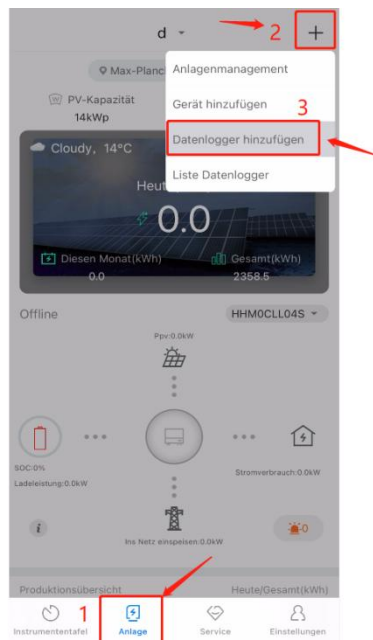 d
2
+
Max-Planc
Anlagenmanagement
PV-Kapazität
14kWp
Gerät hinzufügen
3
Datenlogger hinzufügen
Liste Datenlogger
Cloudy, 14°C
Heut
0.0
Diesen Monat(kWh)
Gesamt(kWh)
0.0
2358.5
Offline
HHM0CLL04S
Ppv:0.0kW
SOC:0%
Ladeleistung:0.0kW
Stromverbrauch:0.0kW
i
Ins Netz einspeisen:0.0kW
0
Produktionsübersicht
Heute/Gesamt(kWh)
1
Instrumententafel
Anlage
Service
Einstellungen